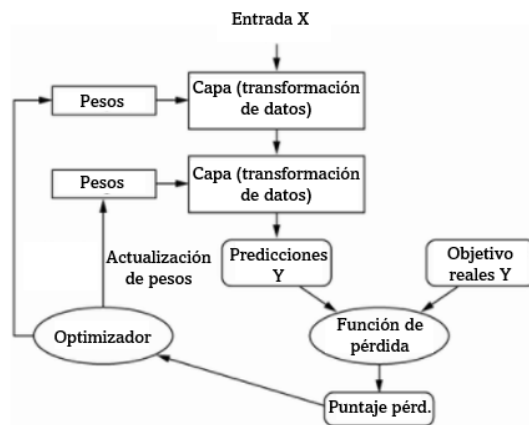 Entrada X
Pesos
Capa (transformación
de datos)
Pesos
Capa (transformación
de datos)
Actualización
de pesos
Predicciones
Y
Objetivo
reales Y
Optimizador
Función de
pérdida
Puntaje pérd.